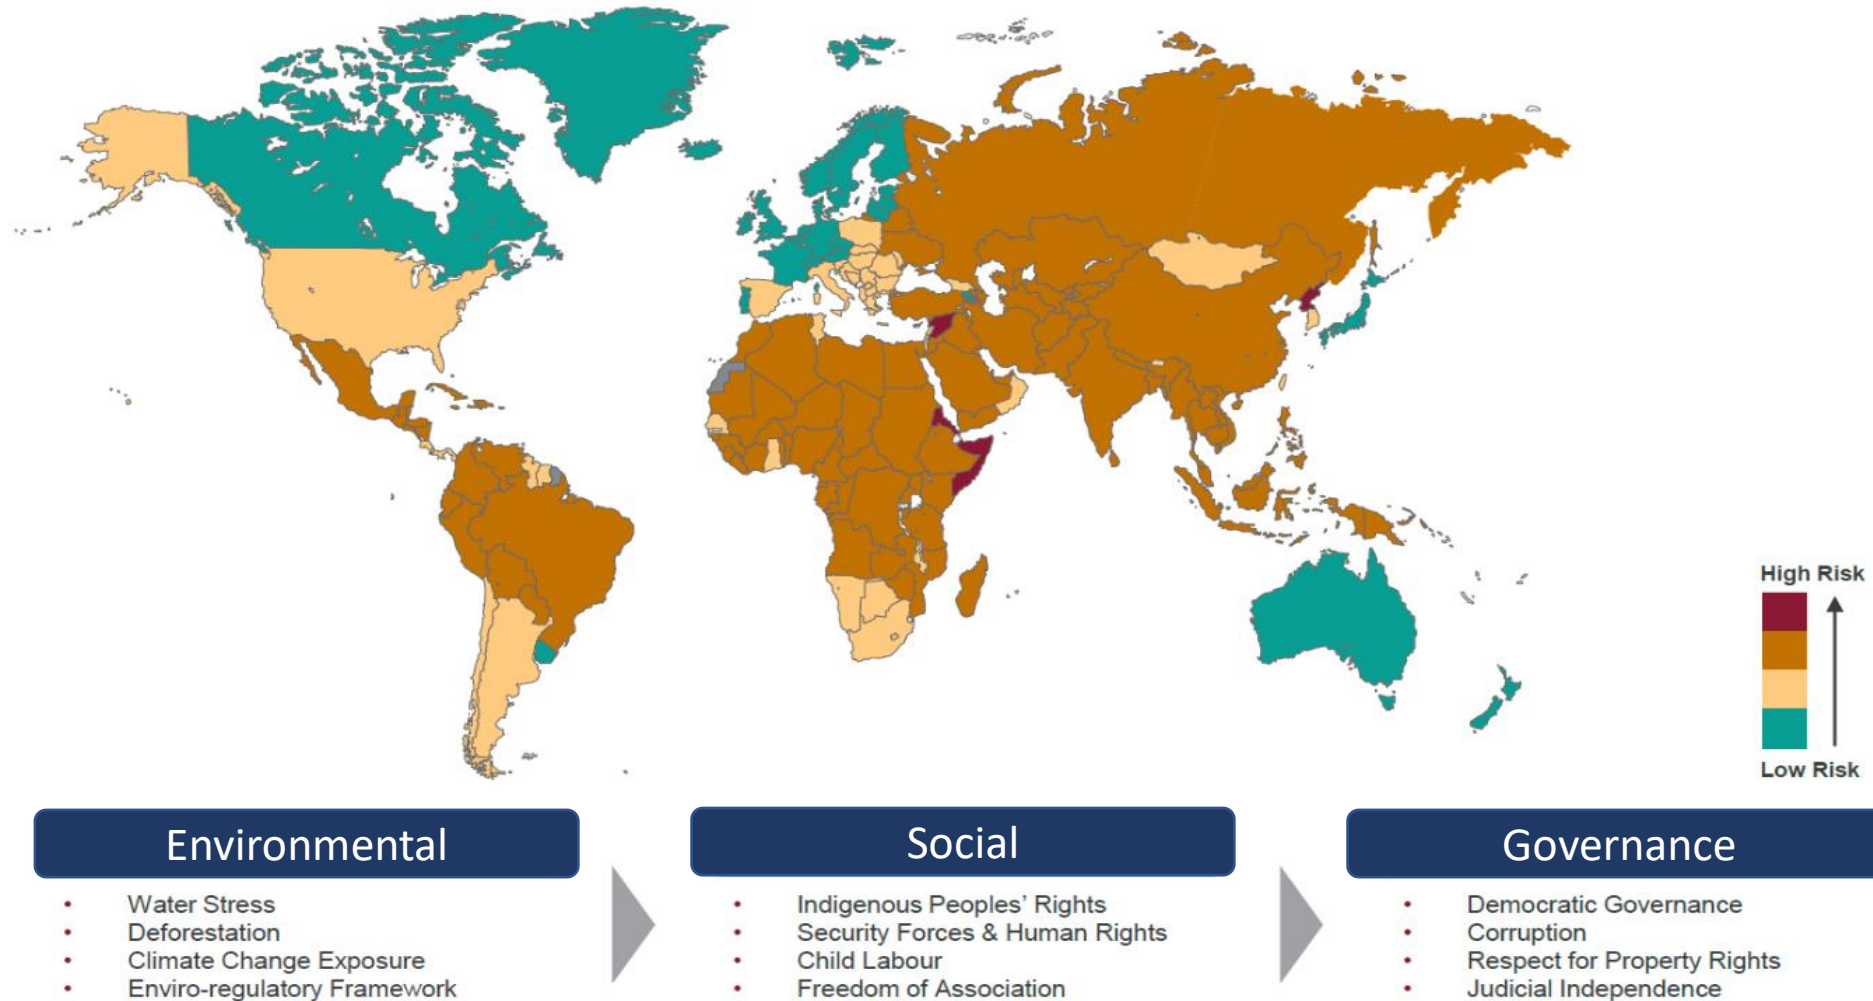 High Risk
Low Risk
Environmental
• Water Stress
• Deforestation
• Climate Change Exposure
• Enviro-regulatory Framework
Social
• Indigenous Peoples’ Rights
• Security Forces & Human Rights
• Child Labour
• Freedom of Association
Governance
• Democratic Governance
• Corruption
• Respect for Property Rights
• Judicial Independence